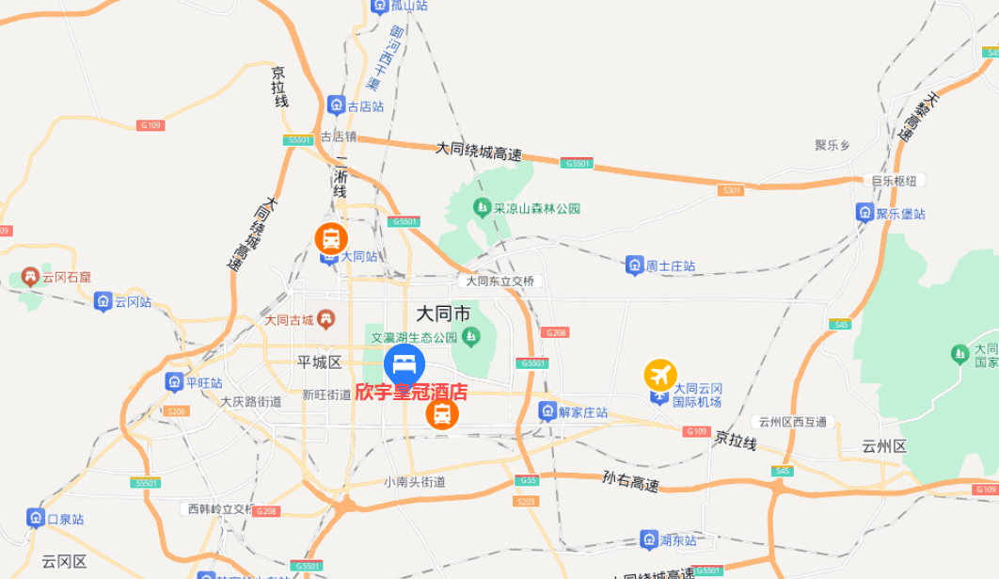 孤山站
御河西干渠
京拉线
古店站
G109
S5501
古店镇
大同绕城高速
G5501
天黎高速
聚乐乡
二淅线
巨乐枢纽
S301
采凉山森林公园
聚乐堡站
大同绕城高速
G5501
大同站
周士庄站
云冈石窟
大同东立交桥
云冈站
大同市
大同古城
文瀛湖生态公园
G208
S45
平城区
G5501
大同
国家
平旺站
欣宇皇冠酒店
新旺街道
大同云冈
国际机场
大庆路街道
S206
解家庄站
云州区西互通
G109
京拉线
云州区
S45
S5501
小南头街道
G55
孙右高速
G109
S203
西韩岭立交桥
G208
口泉站
湖东站
云冈区
G5501
大同绕城高速
G5501